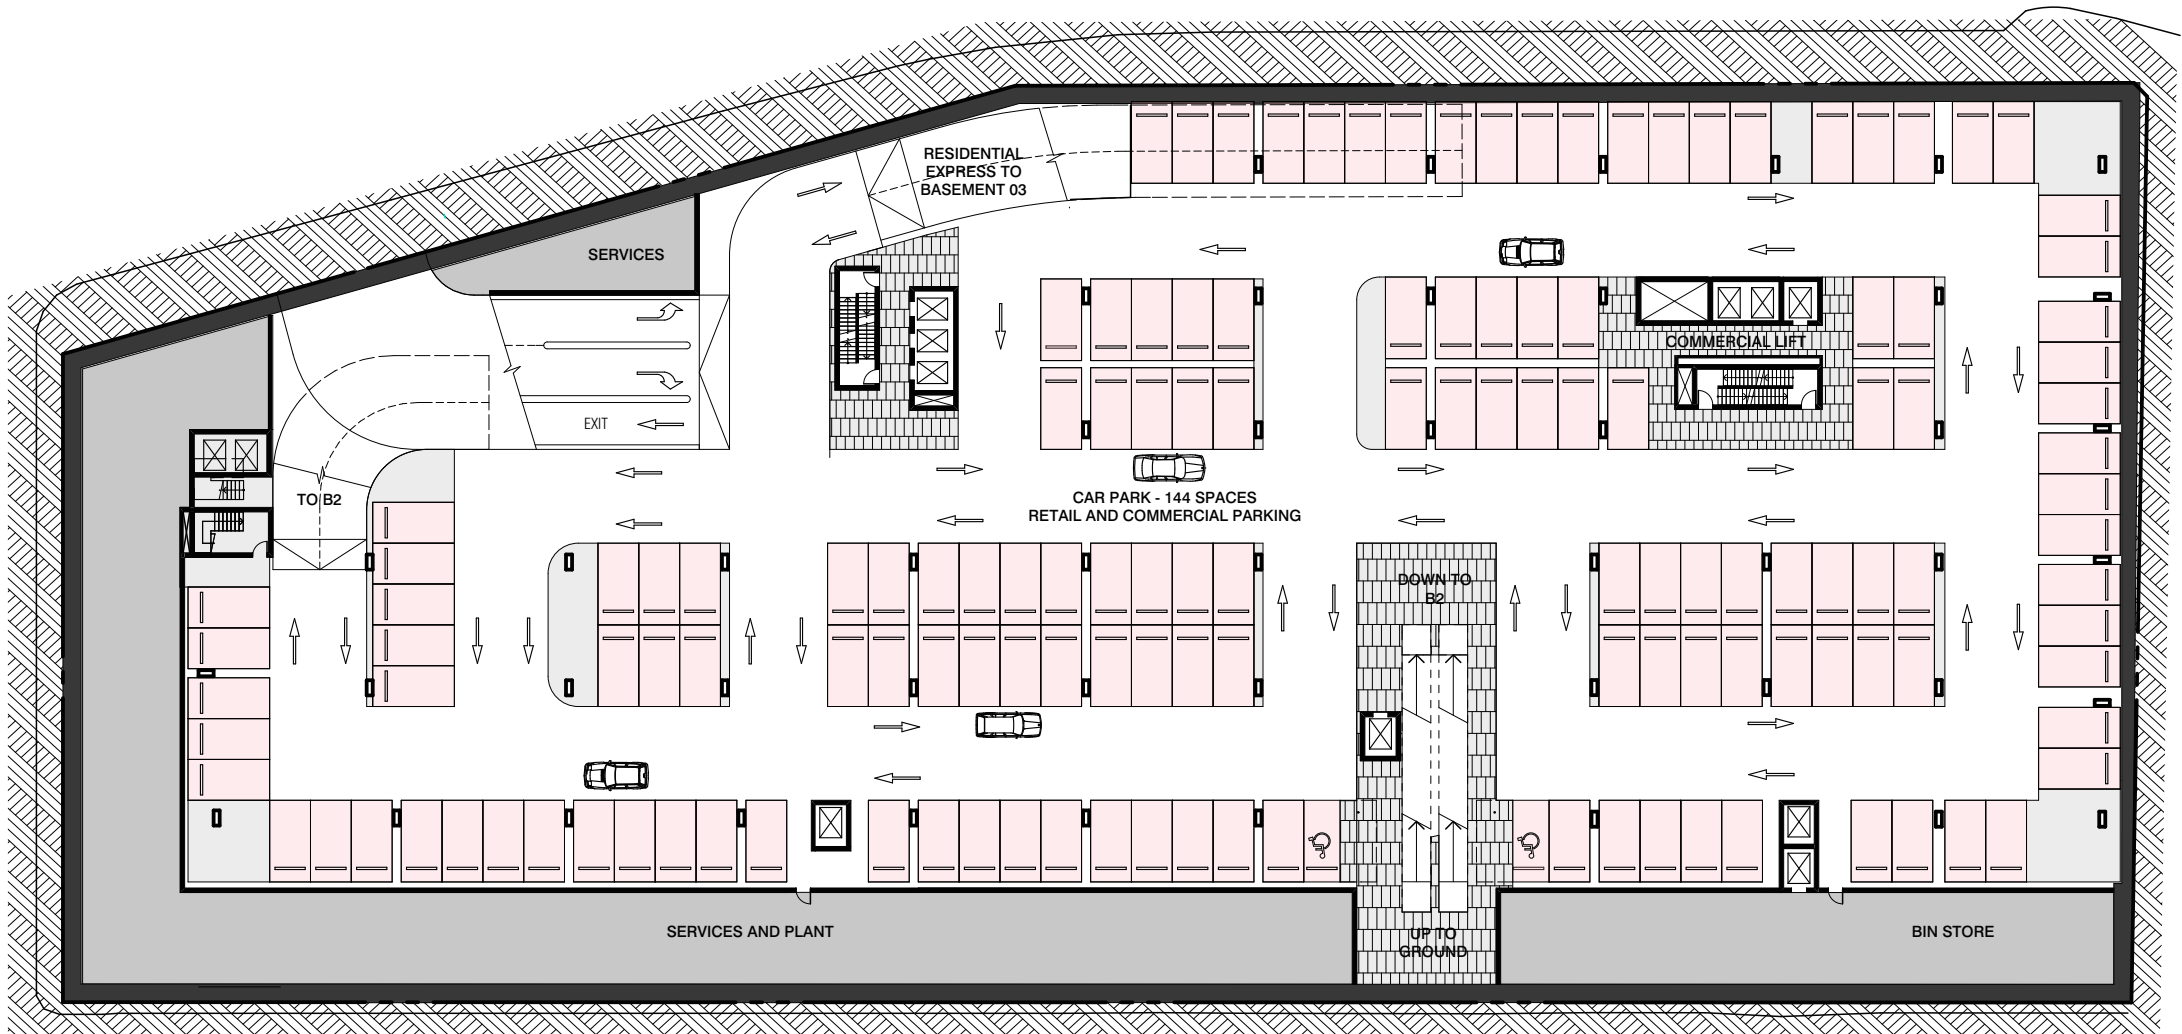 RESIDENTIAL
EXPRESS TO
BASEMENT 03
SERVICES
COMMERCIAL LIFT
EXIT
TO B2
CAR PARK - 144 SPACES
RETAIL AND COMMERCIAL PARKING
DOWN TO
B2
SERVICES AND PLANT
UP TO
GROUND
BIN STORE